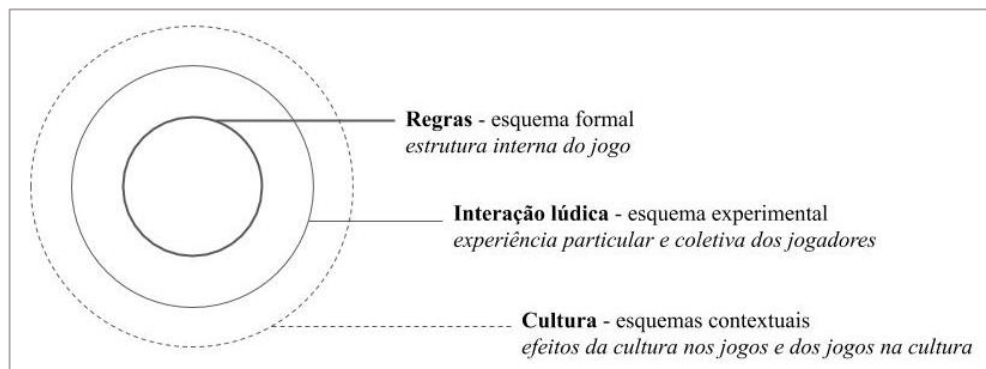 Regras - esquema formal
estrutura interna do jogo
Interação lúdica - esquema experimental
experiência particular e coletiva dos jogadores
Cultura - esquemas contextuais
efeitos da cultura nos jogos e dos jogos na cultura